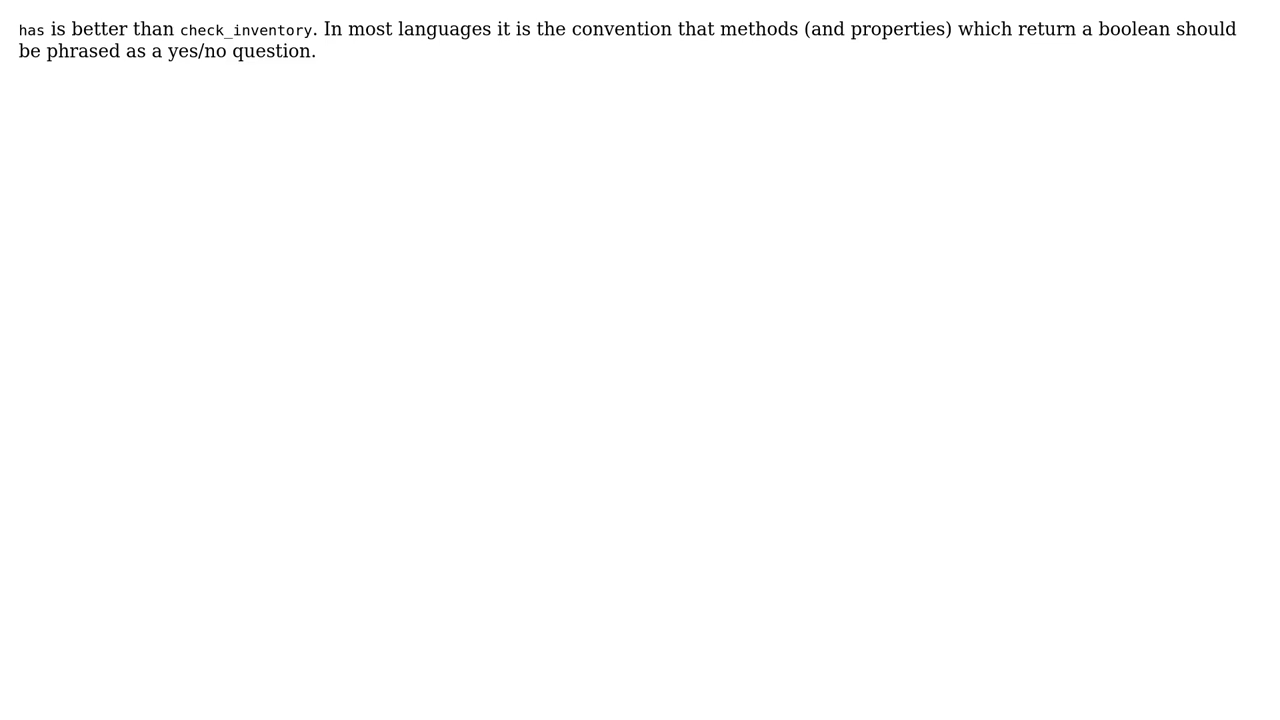 has is better than check_inventory. In most languages it is the convention that methods (and properties) which return a boolean should
be phrased as a yes/no question.